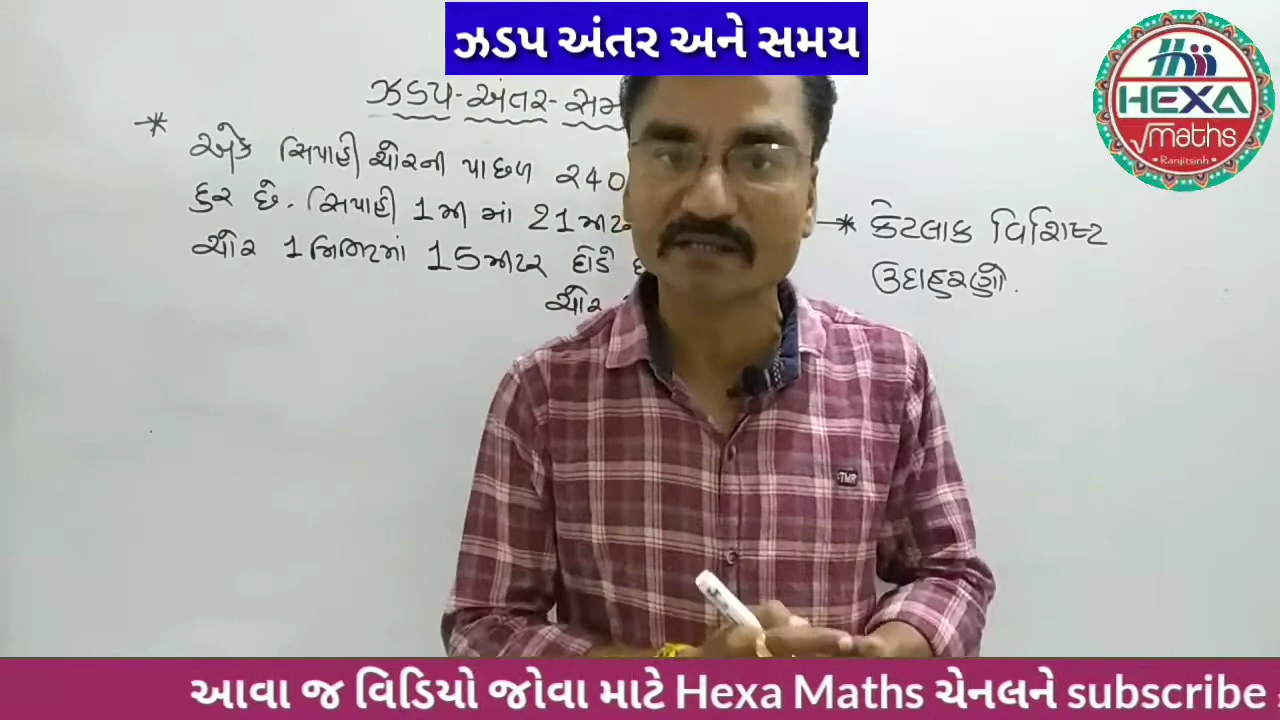 ઝડપ અંતર અને સમય
HEXA
maths
Ranjitsinh
ઝડપ-અંતર-સમ
* એક સિપાહી ચોરની પાછળ 240
દુર છે. સિપાહી 1 મી માં 21 મીટ
ચોર 1 મિનિટમાં 15 મીટર દોડે છ
ચોર
* કેટલાક વિશિષ્ટ
ઉદાહરણો.
TMR
આવા જ વિડિયો જોવા માટે Hexa Maths ચેનલને subscribe